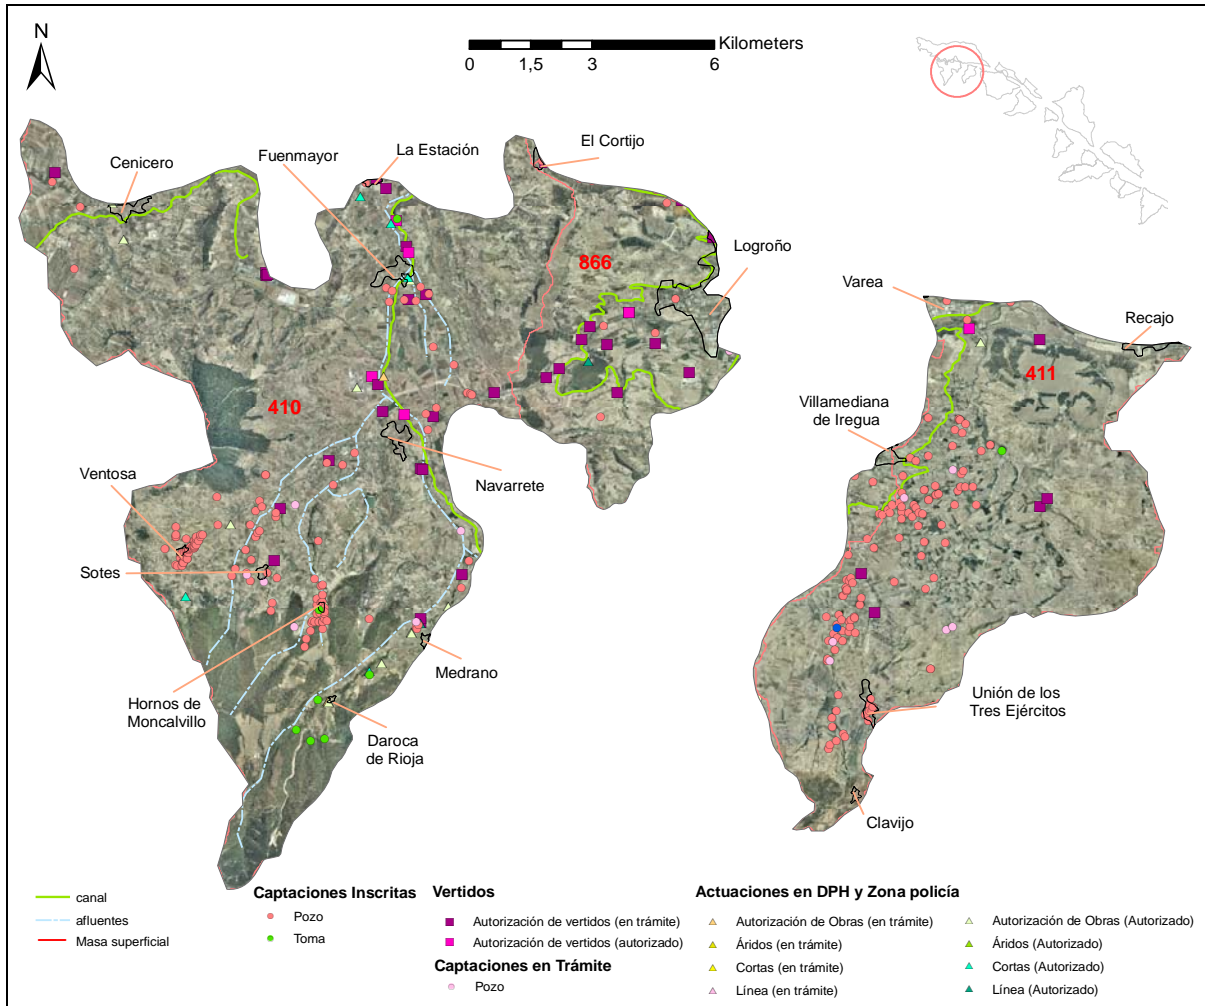 N
Kilometers
0 1,5 3 6
El Cortijo
La Estación
Fuenmayor
Cenicero
Logroño
866
Varea
Recajo
411
410
Villamediana
de Iregua
Navarrete
Ventosa
Sotes
Medrano
Hornos de
Moncalvillo
Unión de los
Tres Ejércitos
Daroca
de Rioja
Clavijo
canal
afluentes
Masa superficial
Captaciones Inscritas
Pozo
Toma
Vertidos
Autorización de vertidos (en trámite)
Autorización de vertidos (autorizado)
Captaciones en Trámite
Pozo
Actuaciones en DPH y Zona policía
Autorización de Obras (en trámite)
Áridos (en trámite)
Cortas (en trámite)
Línea (en trámite)
Autorización de Obras (Autorizado)
Áridos (Autorizado)
Cortas (Autorizado)
Línea (Autorizado)